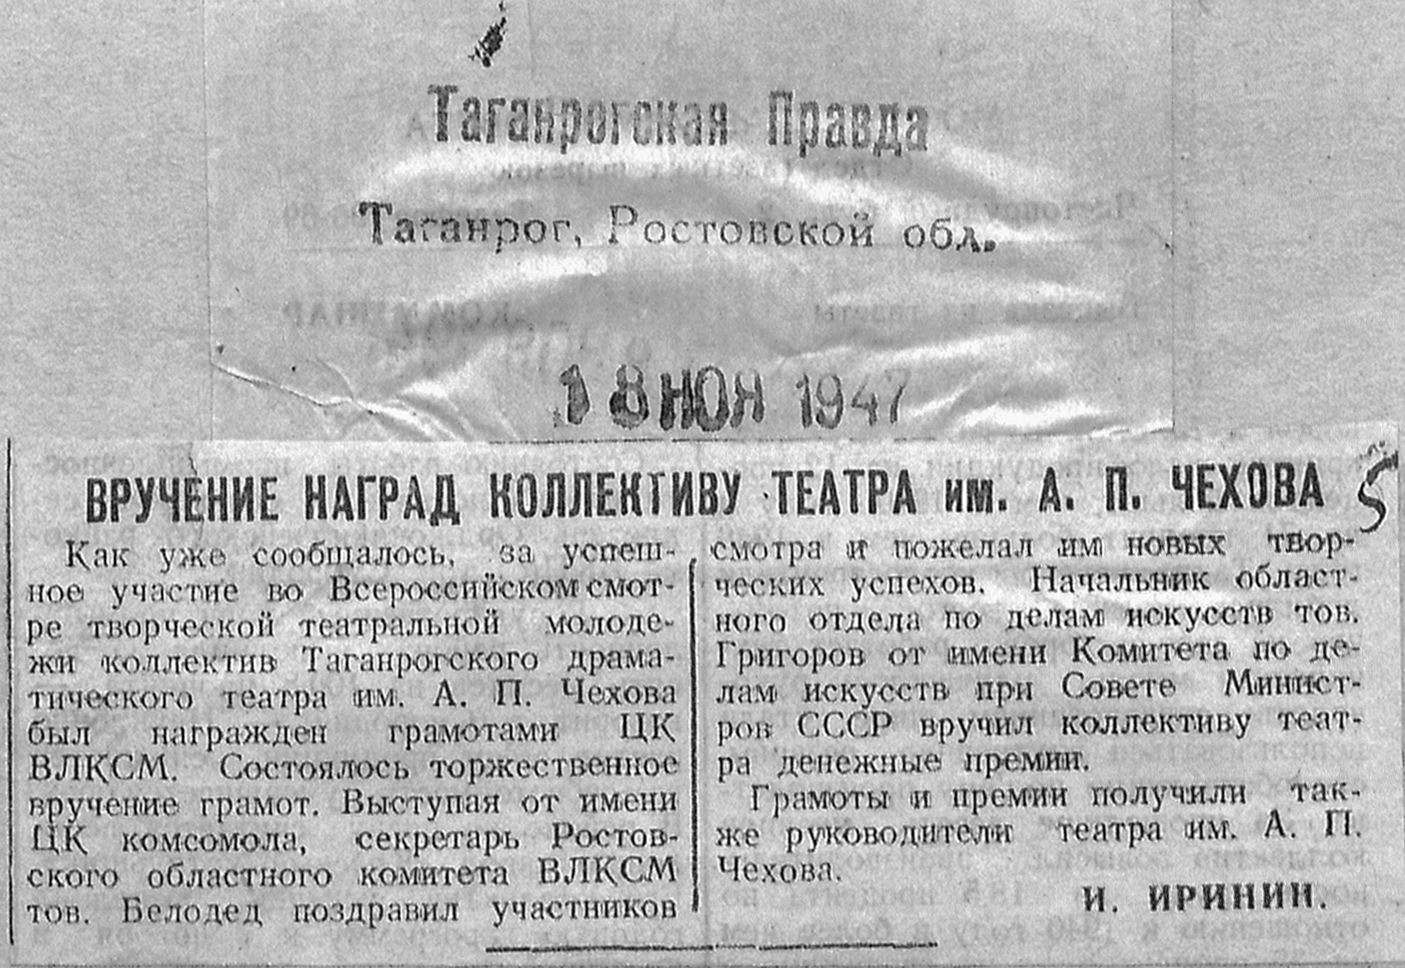 Таганрогская Правда
Таганрог, Ростовской обл.
18 НОЯ 1947
ВРУЧЕНИЕ НАГРАД КОЛЛЕКТИВУ ТЕАТРА им. А. П. ЧЕХОВА
5
Как уже сообщалось, за успеш-
ное участие во Всероссийском смот-
ре творческой театральной молоде-
жи коллектив Таганрогского драма-
тического театра им. А. П. Чехова
был награжден грамотами ЦК
ВЛКСМ. Состоялось торжественное
вручение грамот. Выступая от имени
ЦК комсомола, секретарь Ростов-
ского областного комитета ВЛКСМ
тов. Белодед поздравил участников
смотра и пожелал им новых твор-
ческих успехов. Начальник област-
ного отдела по делам искусств тов.
Григоров от имени Комитета по де-
лам искусств при Совете Минист-
ров СССР вручил коллективу теат-
ра денежные премии.
Грамоты и премии получили так-
же руководители театра им. А. П.
Чехова.
И. ИРИНИН.